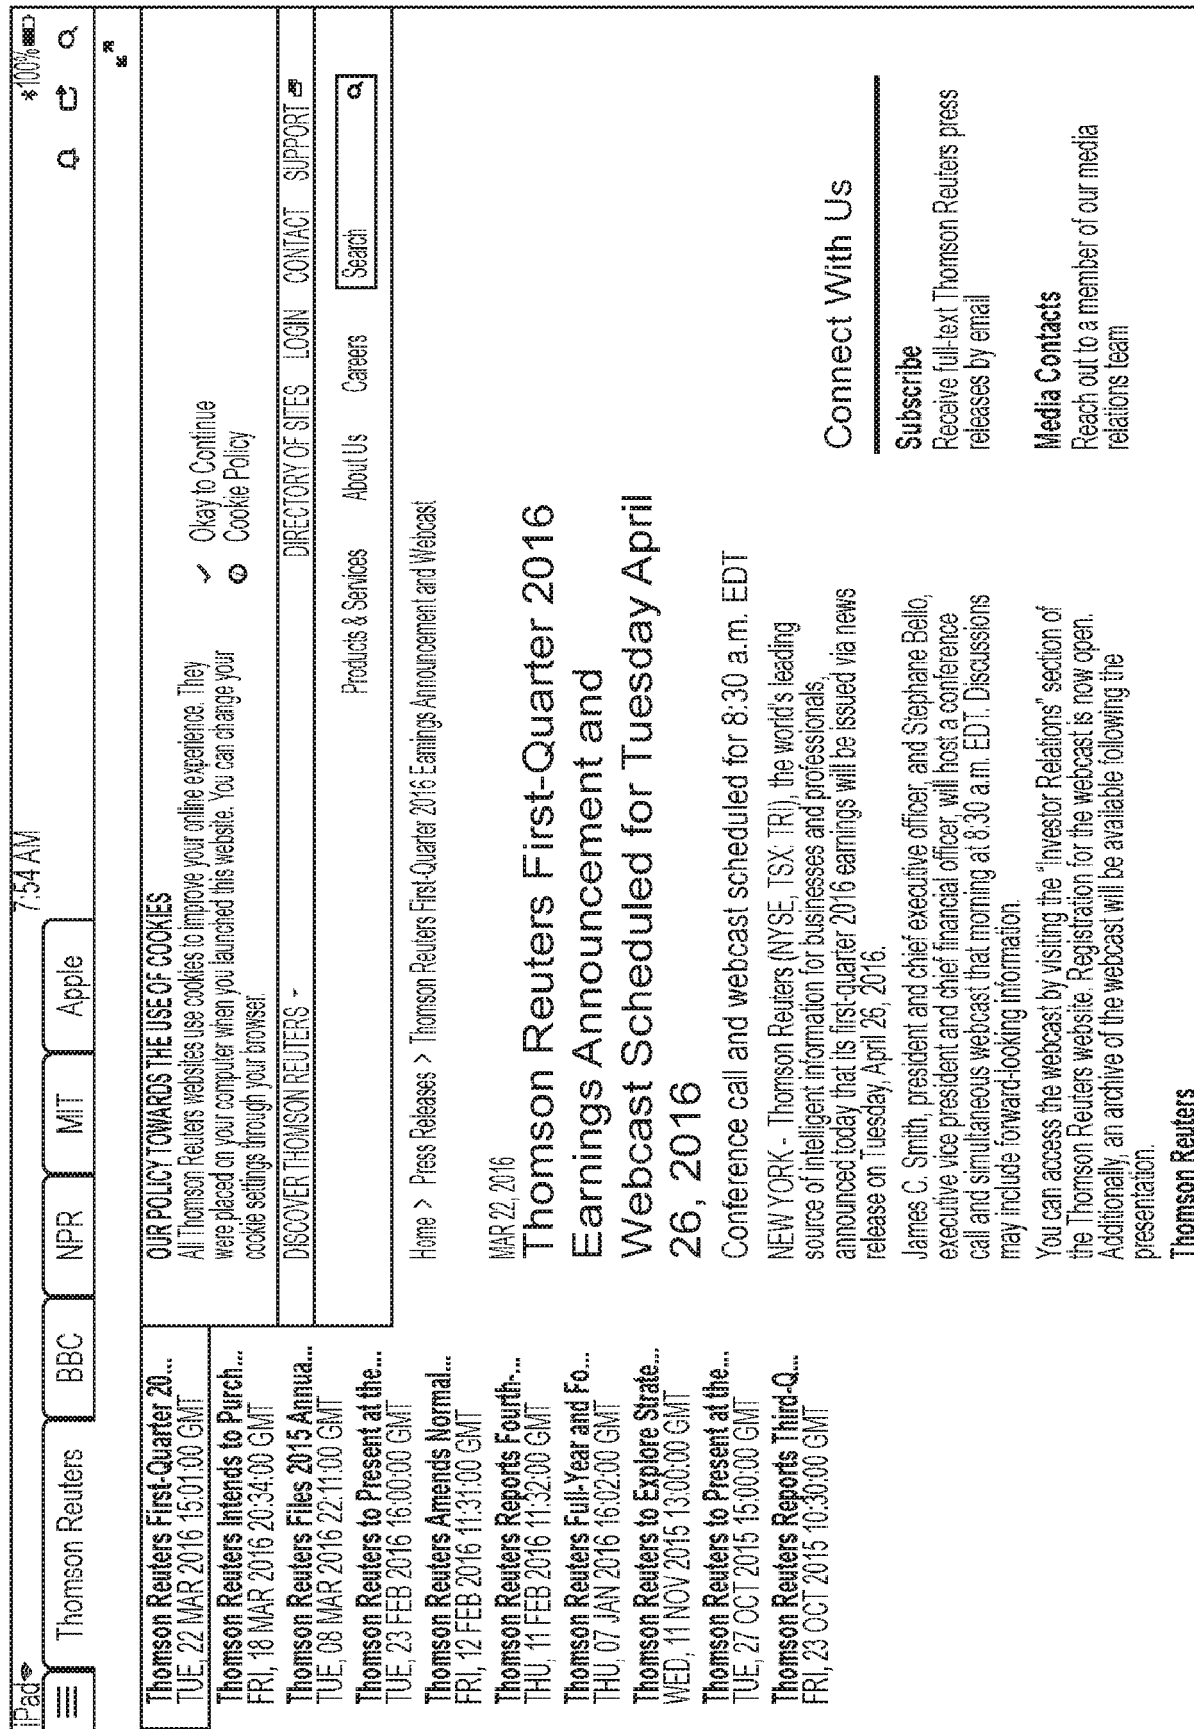 iPad
7:54 AM
100%
Thomson Reuters
BBC
NPR
MIT
Apple
Thomson Reuters First-Quarter 20...
TUE, 22 MAR 2016 15:01:00 GMT
Thomson Reuters Intends to Purch...
FRI, 18 MAR 2016 20:34:00 GMT
Thomson Reuters Files 2015 Annua...
TUE, 08 MAR 2016 22:11:00 GMT
Thomson Reuters to Present at the...
TUE, 23 FEB 2016 16:00:00 GMT
Thomson Reuters Amends Normal...
FRI, 12 FEB 2016 11:31:00 GMT
Thomson Reuters Reports Fourth-...
THU, 11 FEB 2016 11:32:00 GMT
Thomson Reuters Full-Year and Fo...
THU, 07 JAN 2016 16:02:00 GMT
Thomson Reuters to Explore Strate...
WED, 11 NOV 2015 13:00:00 GMT
Thomson Reuters to Present at the...
TUE, 27 OCT 2015 15:00:00 GMT
Thomson Reuters Reports Third-Q...
FRI, 23 OCT 2015 10:30:00 GMT
OUR POLICY TOWARDS THE USE OF COOKIES
All Thomson Reuters websites use cookies to improve your online experience. They
were placed on your computer when you launched this website. You can change your
cookie settings through your browser.
Okay to Continue
Cookie Policy
DISCOVER THOMSON REUTERS
DIRECTORY OF SITES LOGIN CONTACT SUPPORT
Products & Services About Us Careers Search
Home > Press Releases > Thomson Reuters First-Quarter 2016 Earnings Announcement and Webcast
MAR 22, 2016
Thomson Reuters First-Quarter 2016
Earnings Announcement and
Webcast Scheduled for Tuesday April
26, 2016
Conference call and webcast scheduled for 8:30 a.m. EDT
NEW YORK - Thomson Reuters (NYSE, TSX: TRI), the world's leading
source of intelligent information for businesses and professionals,
announced today that its first-quarter 2016 earnings will be issued via news
release on Tuesday, April 26, 2016.
James C. Smith, president and chief executive officer, and Stephane Bello,
executive vice president and chief financial officer, will host a conference
call and simultaneous webcast that morning at 8:30 a.m. EDT. Discussions
may include forward-looking information.
You can access the webcast by visiting the "Investor Relations" section of
the Thomson Reuters website. Registration for the webcast is now open.
Additionally, an archive of the webcast will be available following the
presentation.
Thomson Reuters
Connect With Us
Subscribe
Receive full-text Thomson Reuters press
releases by email
Media Contacts
Reach out to a member of our media
relations team